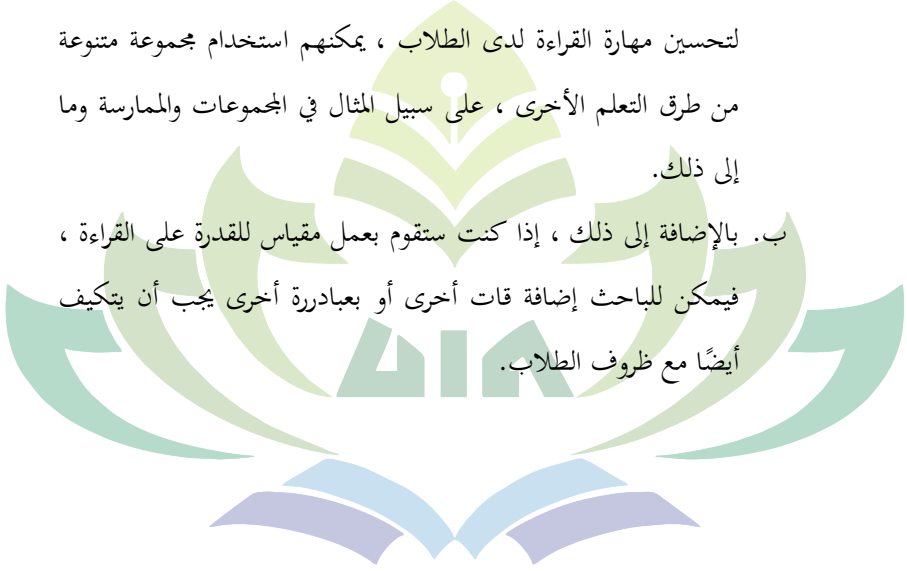 لتحسين مهارة القراءة لدى الطلاب ، يمكنهم استخدام مجموعة متنوعة
من طرق التعلم الأخرى ، على سبيل المثال في المجموعات والممارسة وما
إلى ذلك.
ب. بالإضافة إلى ذلك ، إذا كنت ستقوم بعمل مقياس للقدرة على القراءة ،
فيمكن للباحث إضافة قات أخرى أو بعبادررة أخرى يجب أن يتكيف
أيضًا مع ظروف الطلاب.